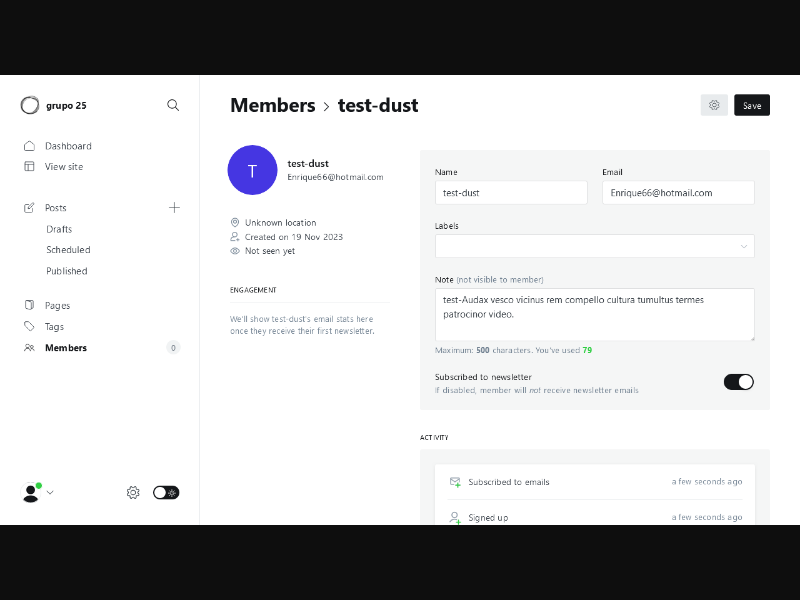 grupo 25
Dashboard
View site
Posts
Drafts
Scheduled
Published
Pages
Tags
Members
0
Members > test-dust
Save
T
test-dust
Enrique66@hotmail.com
Unknown location
Created on 19 Nov 2023
Not seen yet
ENGAGEMENT
We'll show test-dust's email stats here
once they receive their first newsletter.
Name
test-dust
Email
Enrique66@hotmail.com
Labels
Note (not visible to member)
test-Audax vesco vicinus rem compello cultura tumultus termes
patrocinor video.
Maximum: 500 characters. You've used 79
Subscribed to newsletter
If disabled, member will not receive newsletter emails
ACTIVITY
Subscribed to emails
a few seconds ago
Signed up
a few seconds ago